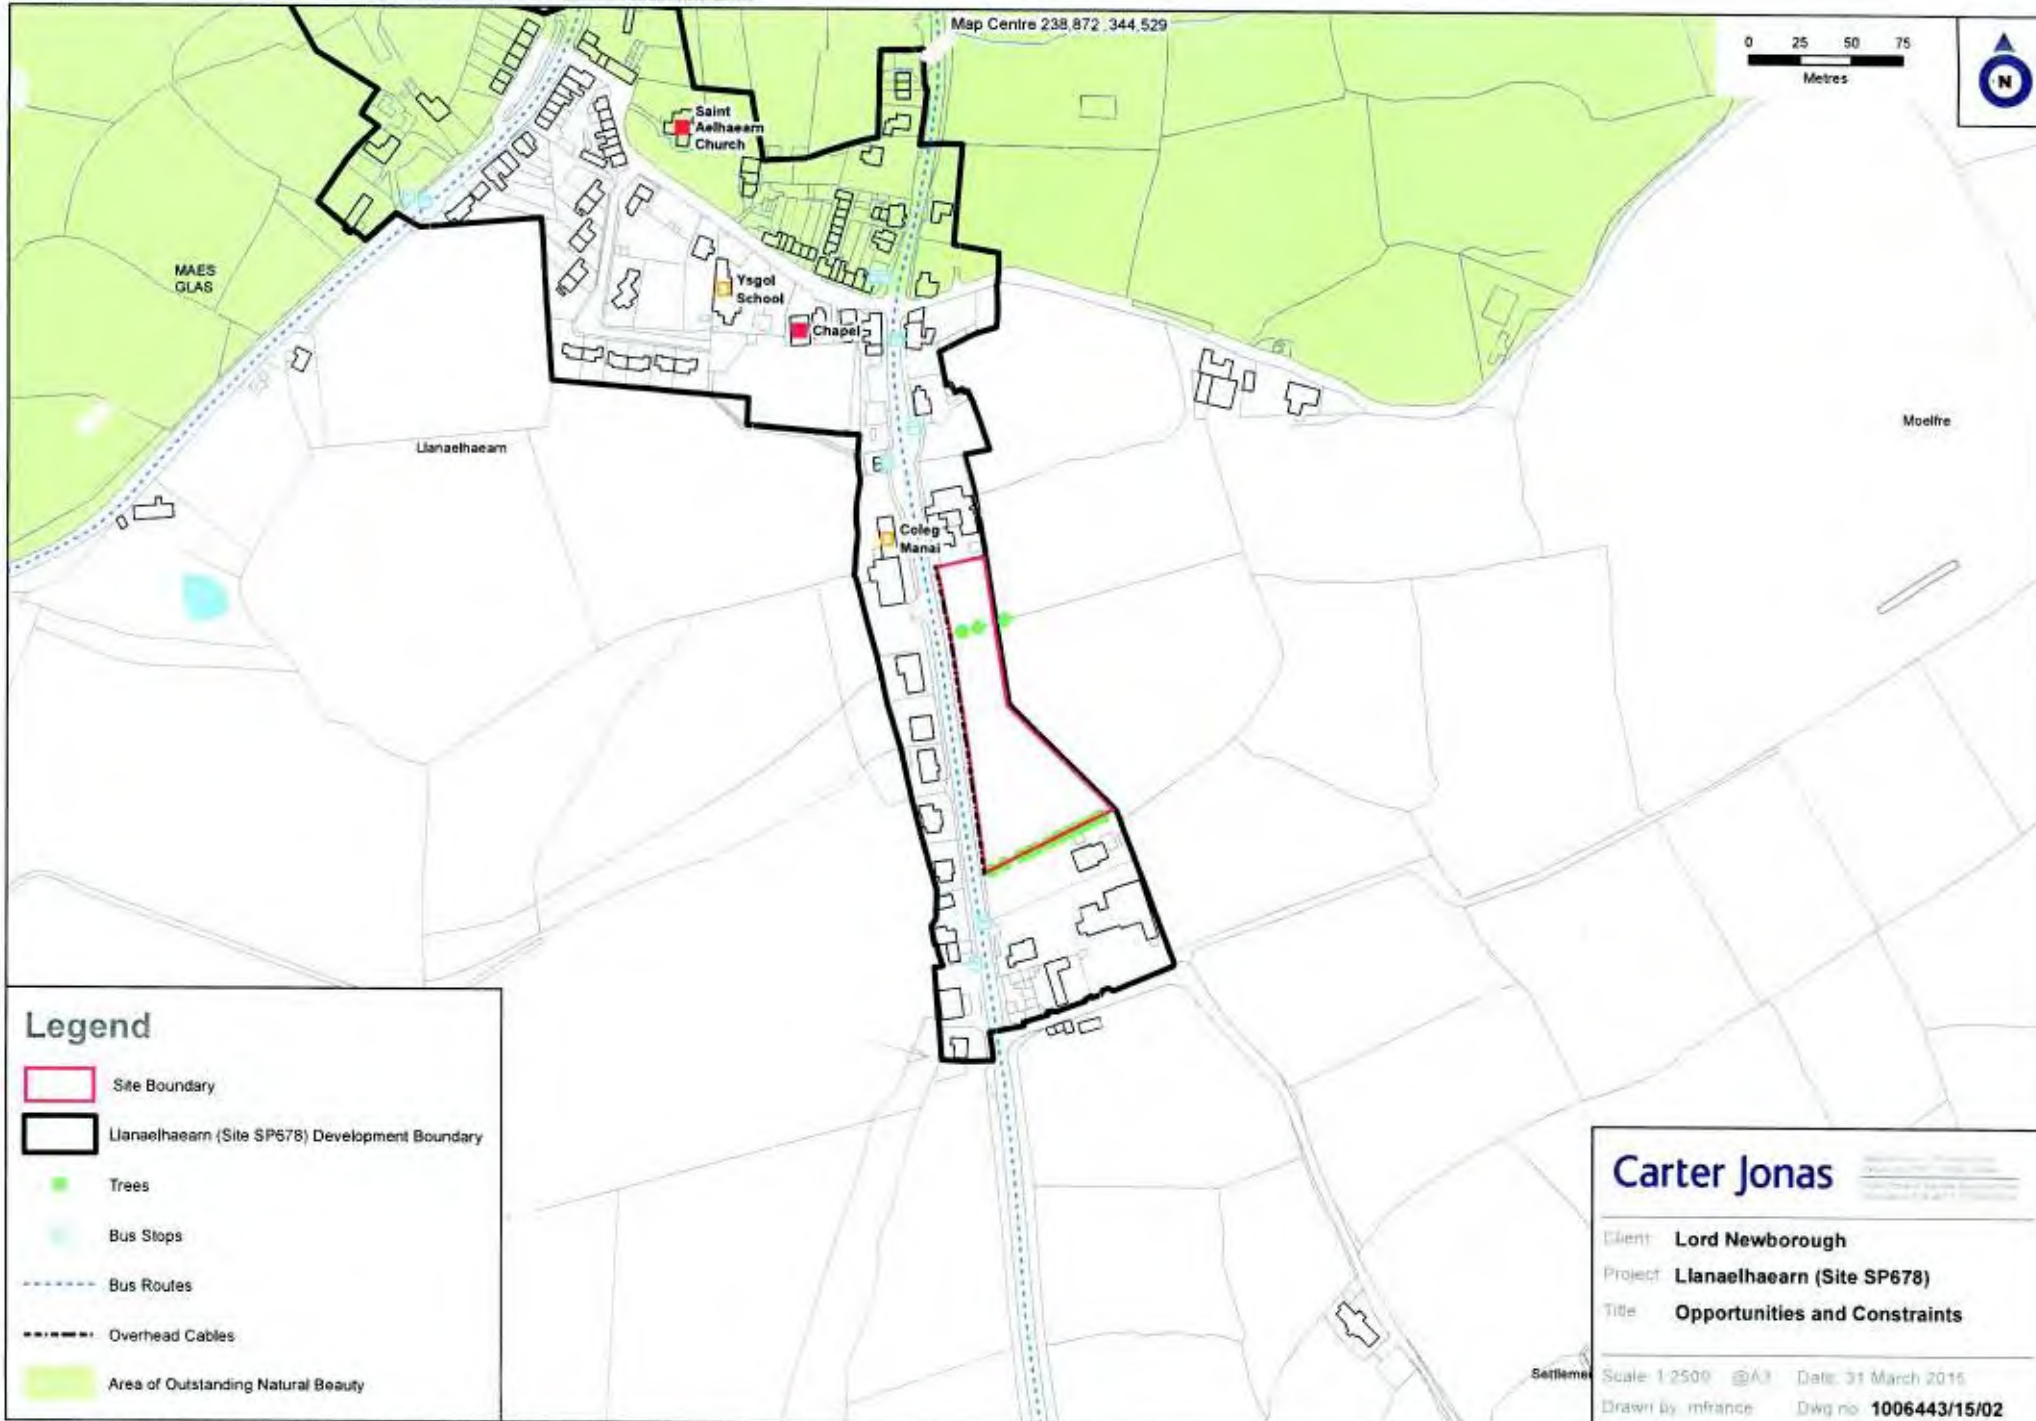 Map Centre 238,872 ,344,529
0 25 50 75
Metres
N
Saint
Aelhaearn
Church
MAES
GLAS
Ysgol
School
Chapel
Llanaelhaearn
Moelfre
Coleg
Manai
Legend
Site Boundary
Llanaelhaearn (Site SP678) Development Boundary
Trees
Bus Stops
Bus Routes
Overhead Cables
Area of Outstanding Natural Beauty
Settleme
Carter Jonas
Client Lord Newborough
Project Llanaelhaearn (Site SP678)
Title Opportunities and Constraints
Scale 1:2500 @A3 Date: 31 March 2015
Drawn by mfrance Dwg no 1006443/15/02